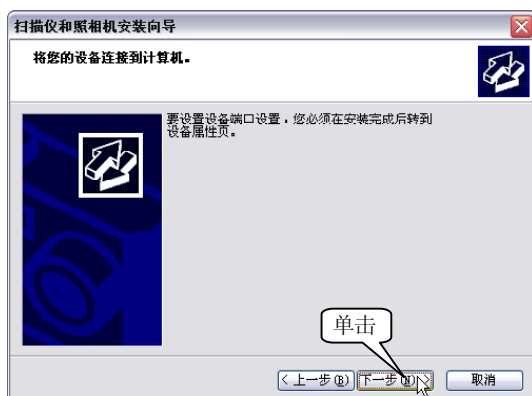 扫描仪和照相机安装向导
将您的设备连接到计算机。
要设置设备端口设置，您必须在安装完成后转到
设备属性页。
单击
< 上一步(B) 下一步(N) > 取消